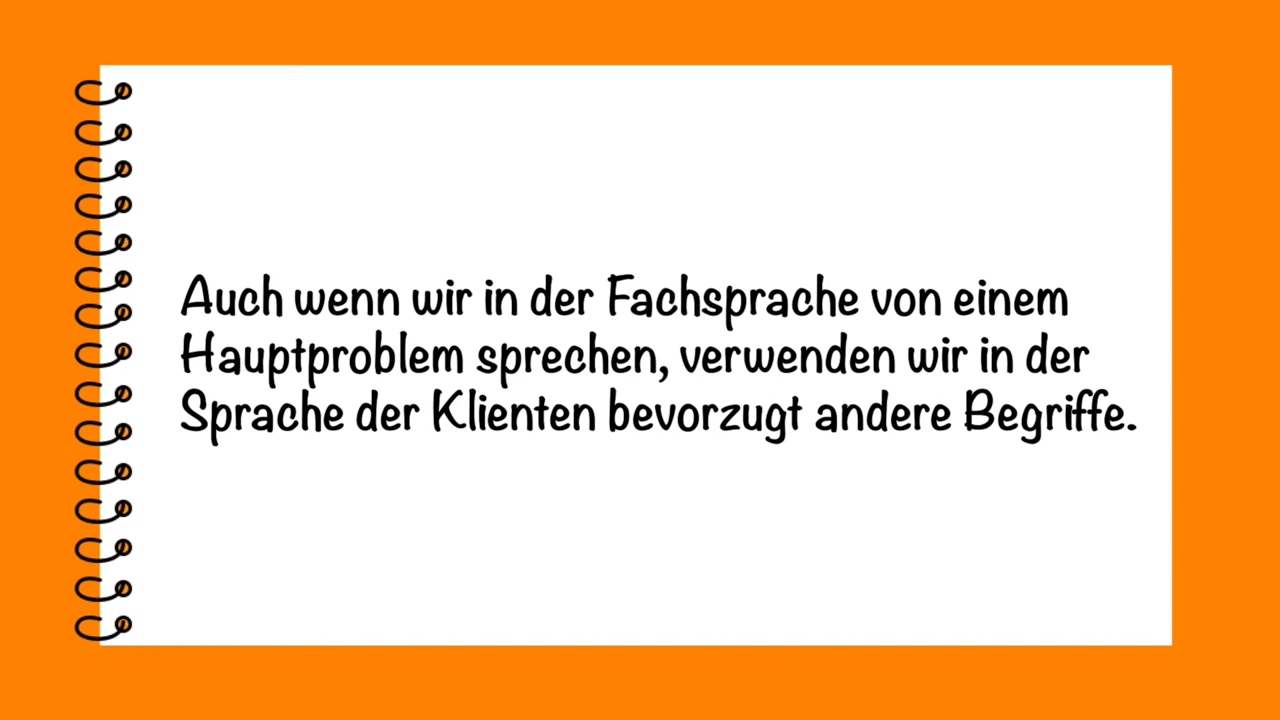 Auch wenn wir in der Fachsprache von einem
Hauptproblem sprechen, verwenden wir in der
Sprache der Klienten bevorzugt andere Begriffe.